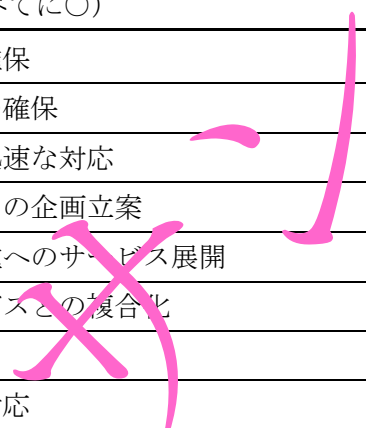 てに〇）
保
確保
速な対応
の企画立案
へのサービス展開
スとの複合化
応